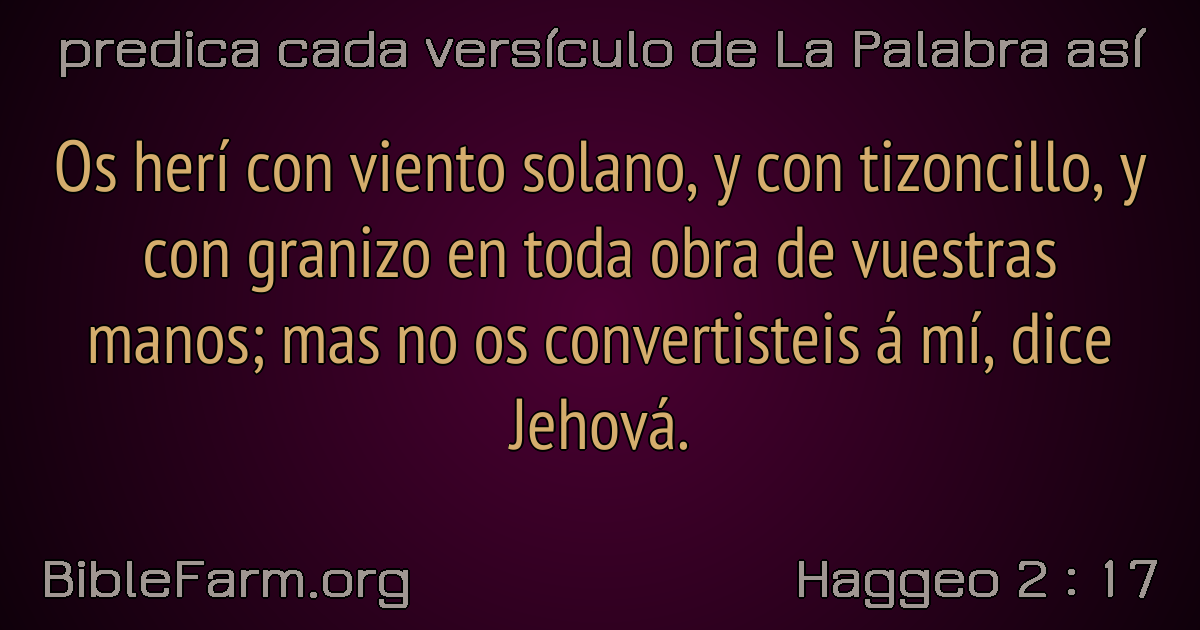 predica cada versículo de La Palabra así
Os herí con viento solano, y con tizoncillo, y
con granizo en toda obra de vuestras
manos; mas no os convertisteis á mí, dice
Jehová.
BibleFarm.org
Haggeo 2 : 17